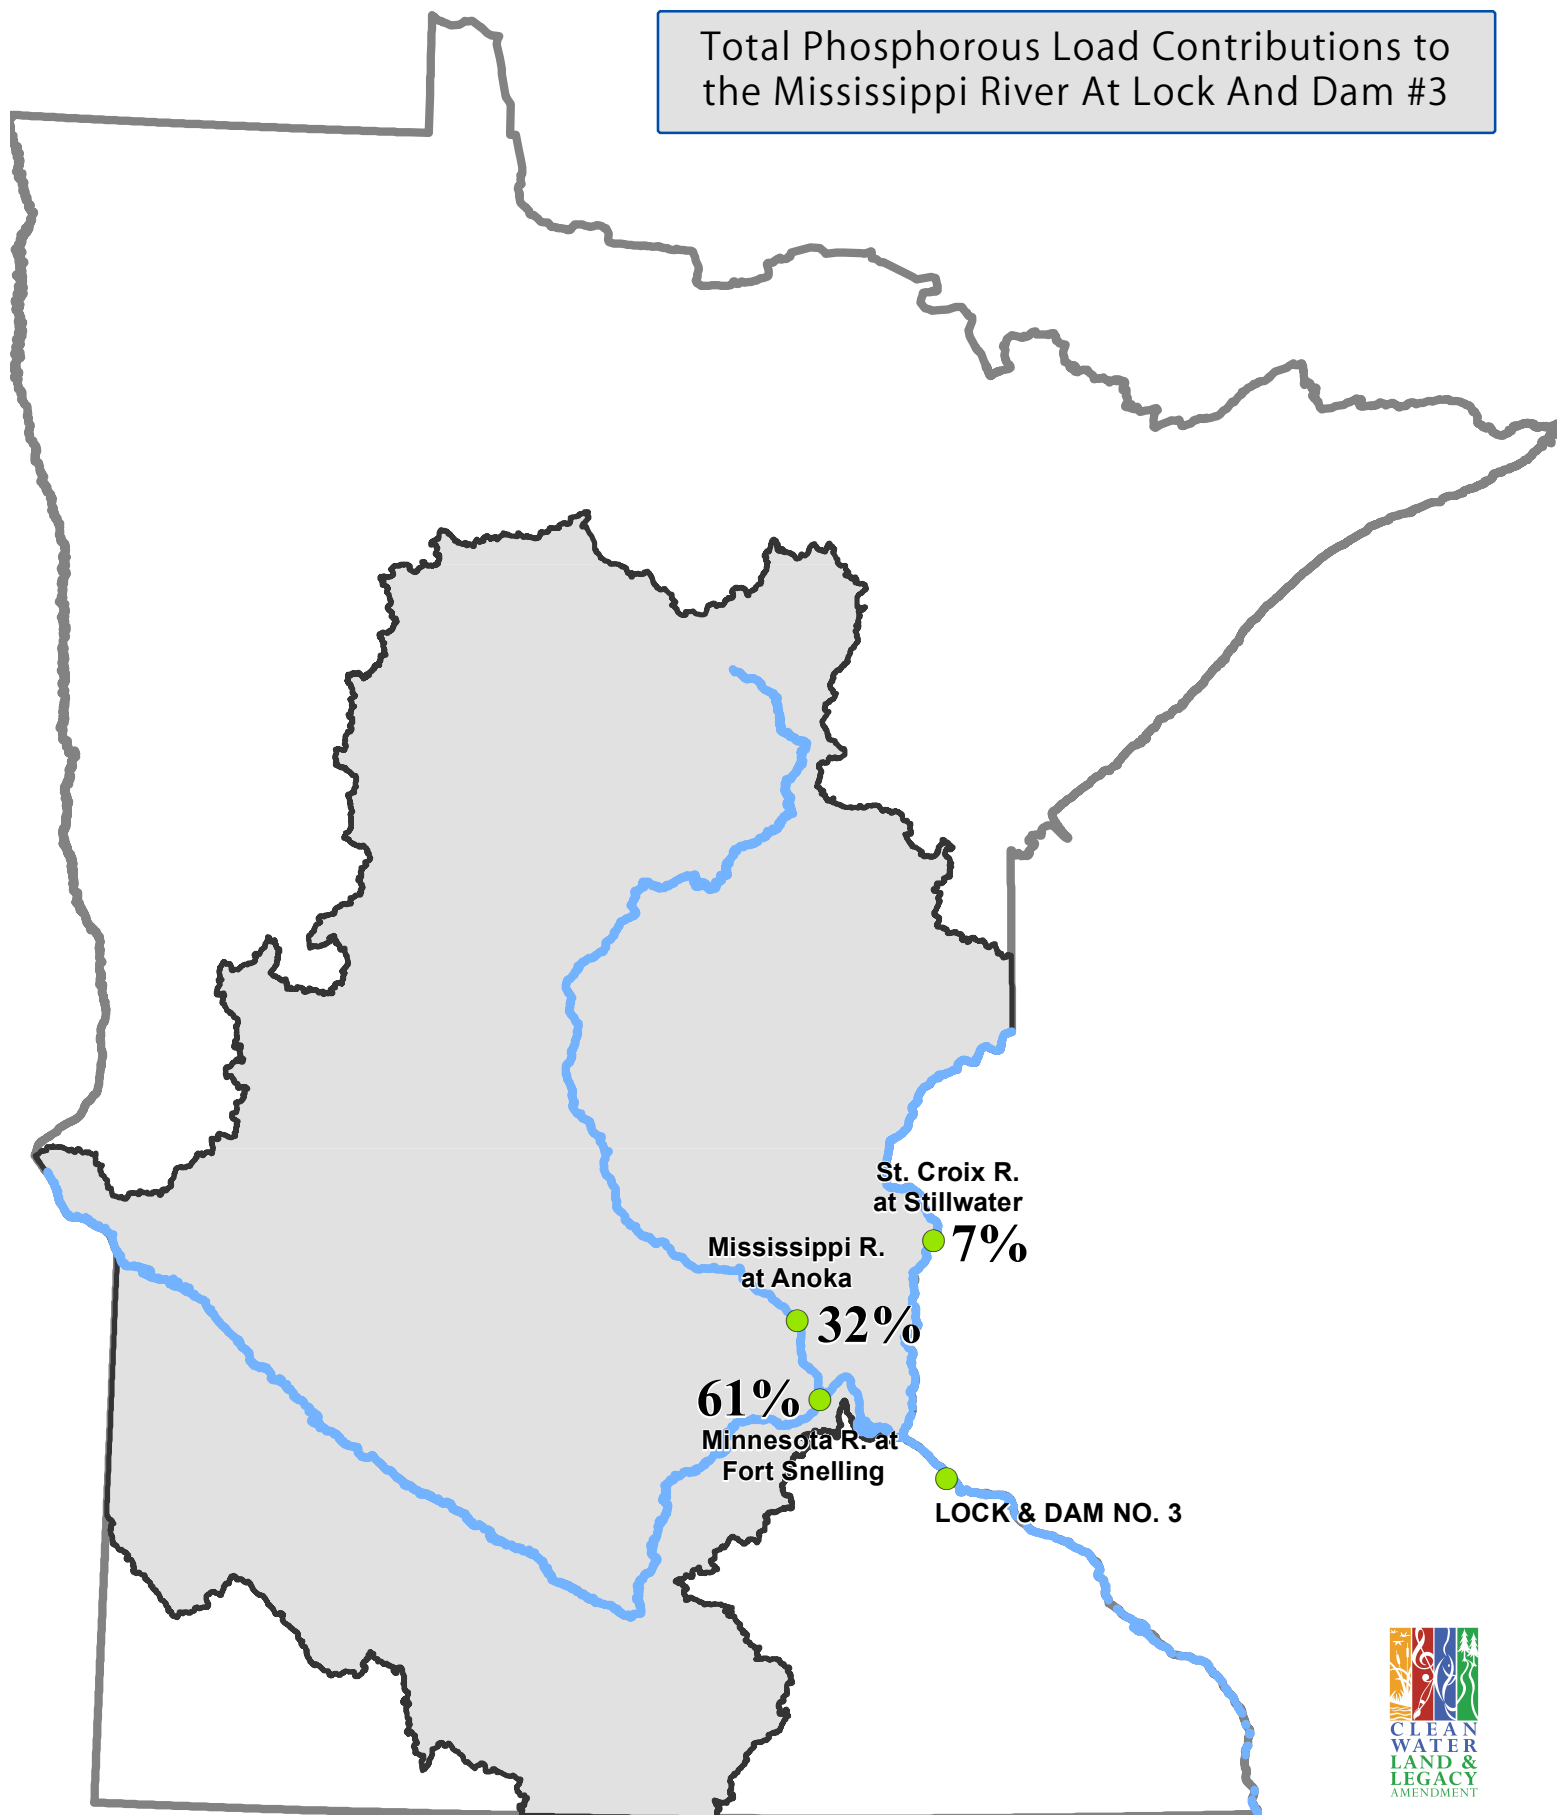 Total Phosphorous Load Contributions to
the Mississippi River At Lock And Dam #3
St. Croix R.
at Stillwater
7%
Mississippi R.
at Anoka
32%
61%
Minnesota R. at
Fort Snelling
LOCK & DAM NO. 3
CLEAN
WATER
LAND &
LEGACY
AMENDMENT